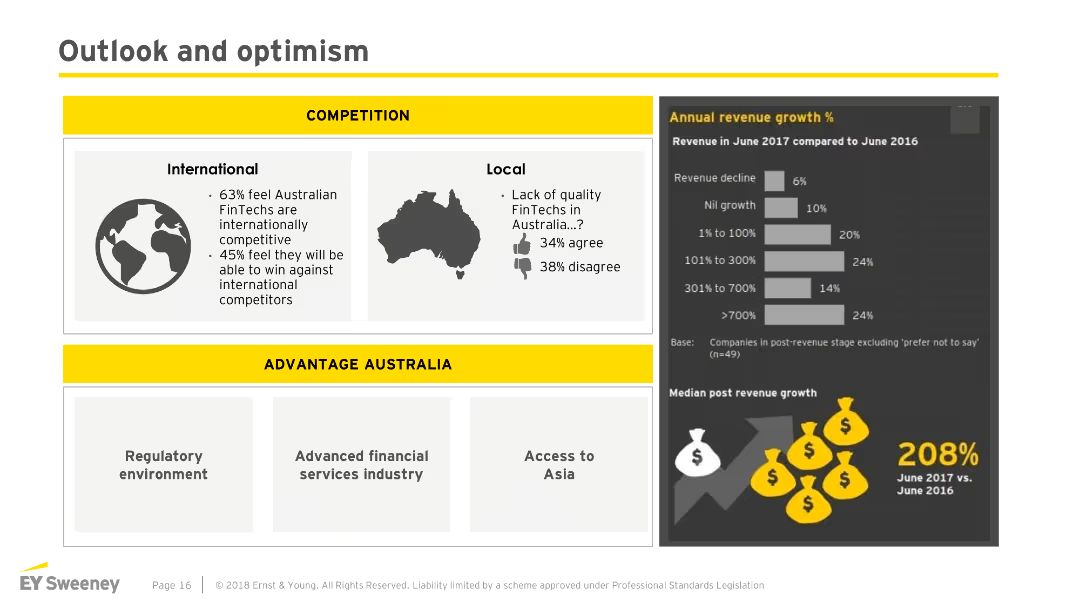 Outlook and optimism
COMPETITION
International
· 63% feel Australian
FinTechs are
internationally
competitive
· 45% feel they will be
able to win against
international
competitors
Local
· Lack of quality
FinTechs in
Australia...?
34% agree
38% disagree
ADVANTAGE AUSTRALIA
Regulatory
environment
Advanced financial
services industry
Access to
Asia
Annual revenue growth %
Revenue in June 2017 compared to June 2016
Revenue decline 6%
Nil growth 10%
1% to 100% 20%
101% to 300% 24%
301% to 700% 14%
>700% 24%
Base: Companies in post-revenue stage excluding 'prefer not to say'
(n=49)
Median post revenue growth
$
$
$
$
$
$
208%
June 2017 vs.
June 2016
EY Sweeney
Page 16
© 2018 Ernst & Young. All Rights Reserved. Liability limited by a scheme approved under Professional Standards Legislation